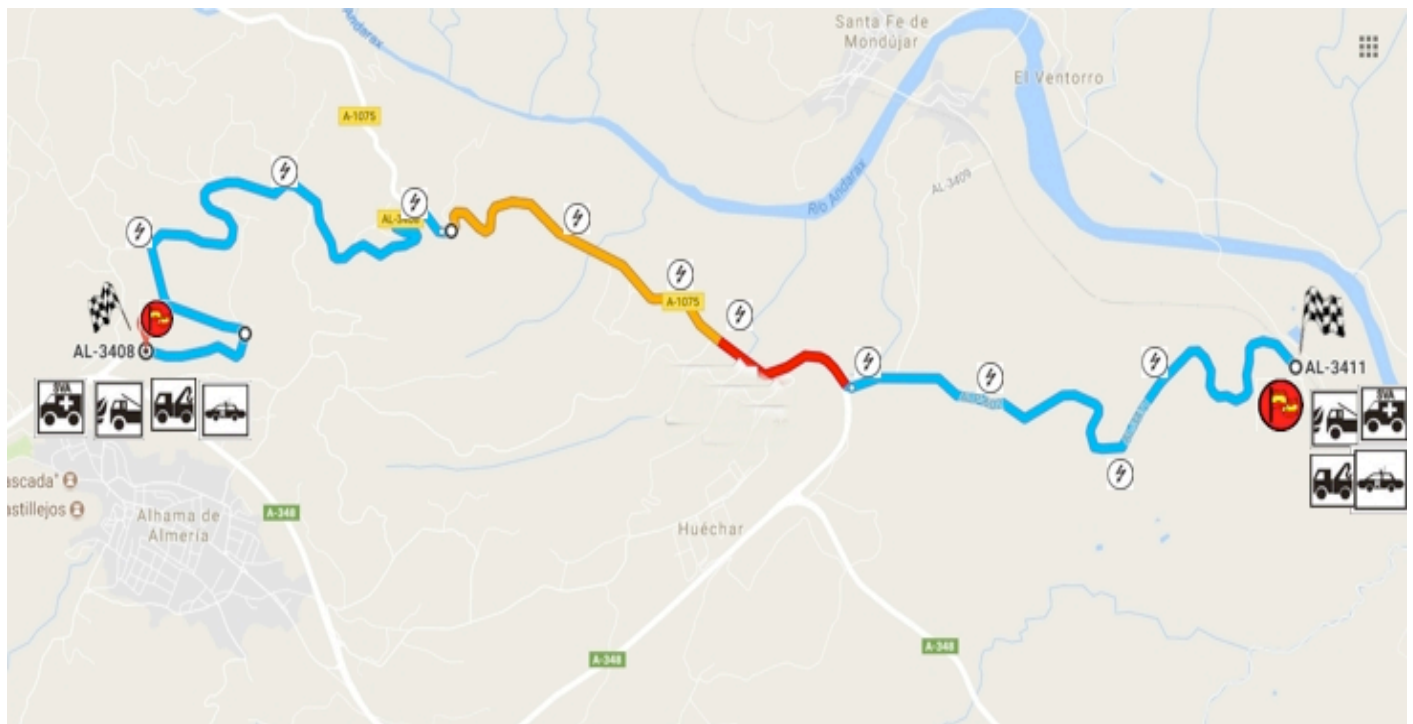 Andarax
Santa Fe de
Mondújar
El Ventorro
A-1075
AL-3409
Río Andarax
A-1075
AL-3408
AL-3411
SVA
SVA
ascada"
astillejos
Alhama de
Almería
A-348
Huéchar
A-348
A-348